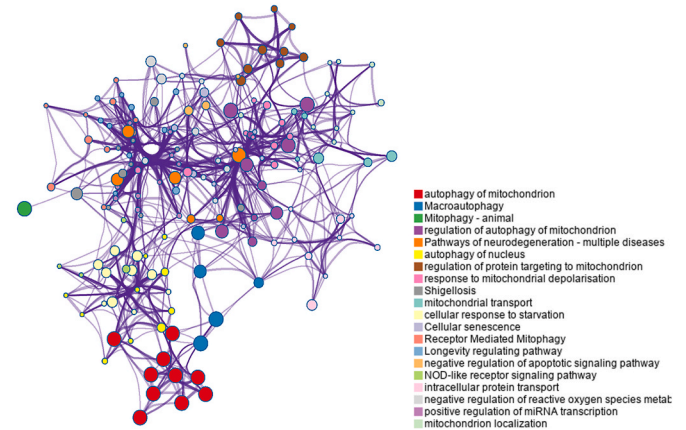 autophagy of mitochondrion
Macroautophagy
Mitophagy - animal
regulation of autophagy of mitochondrion
Pathways of neurodegeneration - multiple diseases
autophagy of nucleus
regulation of protein targeting to mitochondrion
response to mitochondrial depolarisation
Shigellosis
mitochondrial transport
cellular response to starvation
Cellular senescence
Receptor Mediated Mitophagy
Longevity regulating pathway
negative regulation of apoptotic signaling pathway
NOD-like receptor signaling pathway
intracellular protein transport
negative regulation of reactive oxygen species metab
positive regulation of miRNA transcription
mitochondrion localization